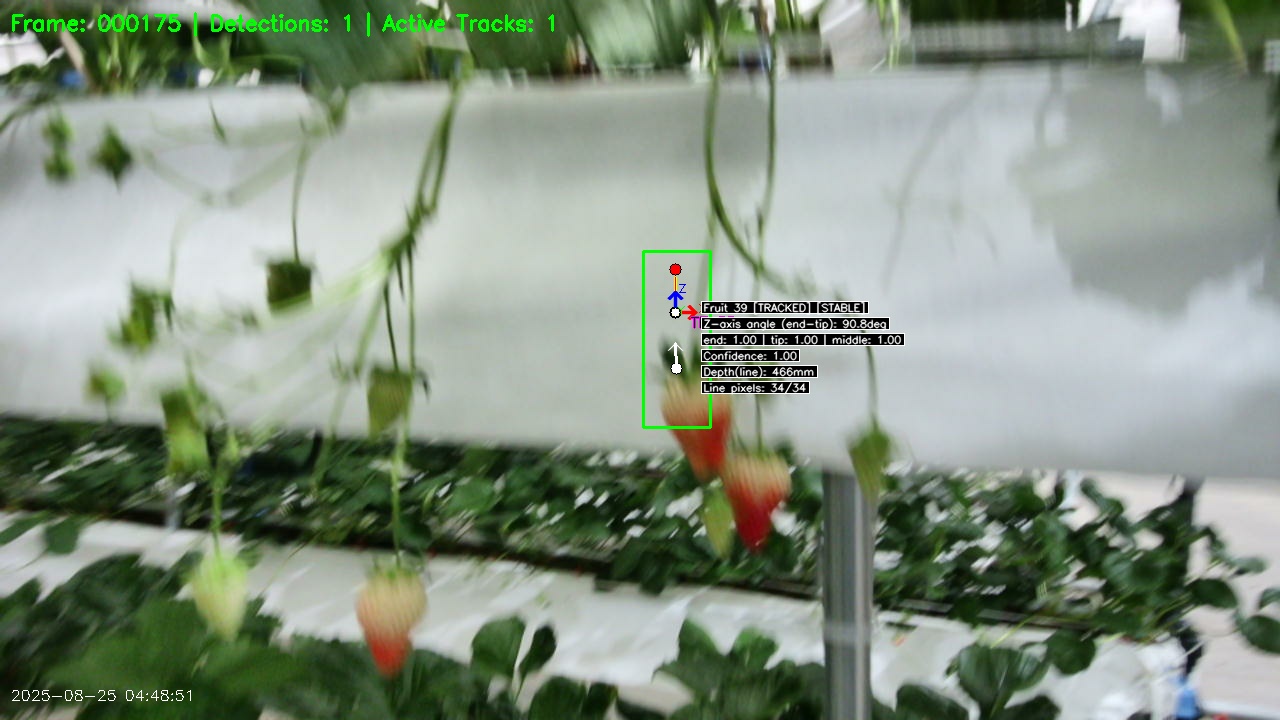 Frame: 000175 | Detections: 1 | Active Tracks: 1
Z
Fruit 39 [TRACKED] [STABLE]
Z-axis angle (end-tip): 90.8deg
end: 1.00 | tip: 1.00 | middle: 1.00
Confidence: 1.00
Depth(line): 466mm
Line pixels: 34/34
2025-08-25 04:48:51